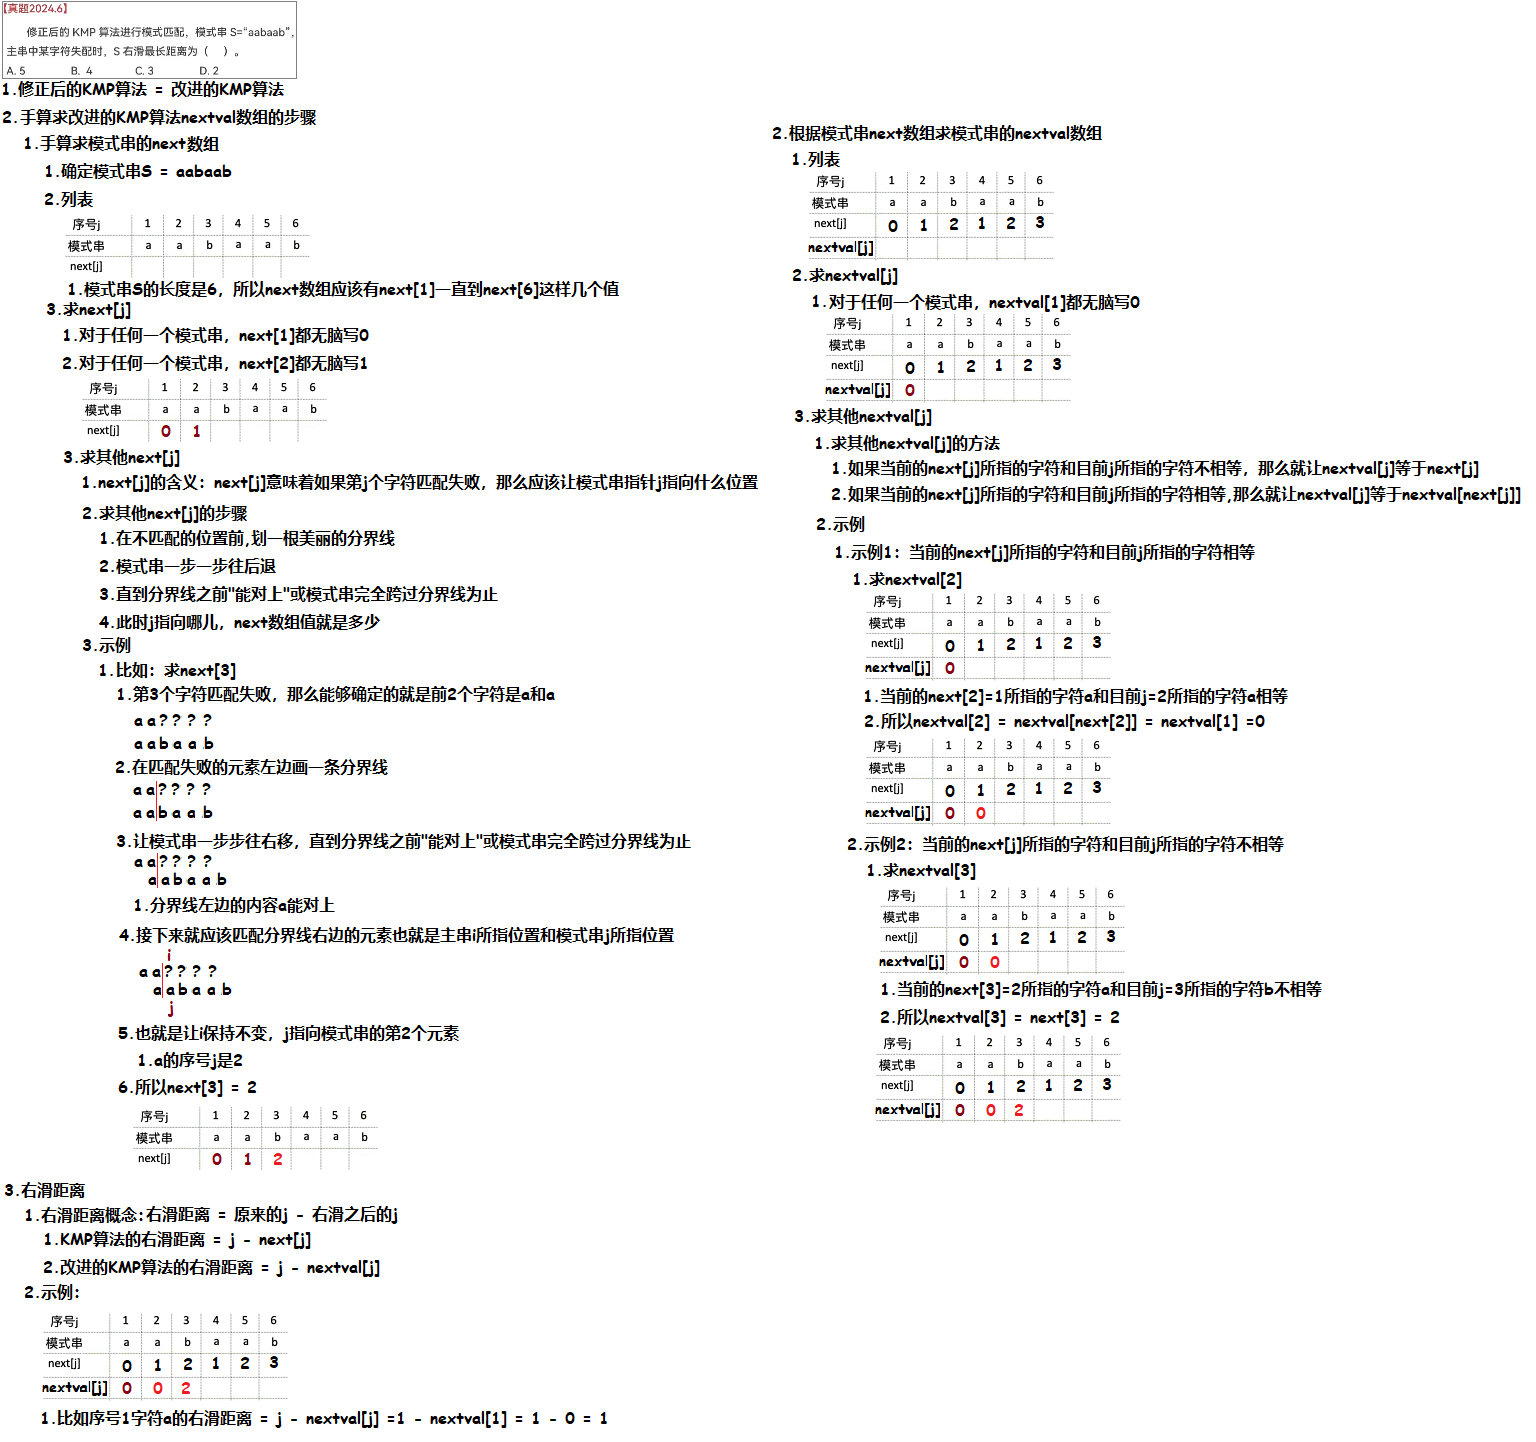 【真题2024.6】
修正后的 KMP 算法进行模式匹配，模式串 S=“aabaab”，
主串中某字符失配时，S 右滑最长距离为（ ）。
A. 5 B. 4 C. 3 D. 2
1.修正后的KMP算法 = 改进的KMP算法
2.手算求改进的KMP算法nextval数组的步骤
1.手算求模式串的next数组
1.确定模式串S = aabaab
2.列表
序号j 1 2 3 4 5 6
模式串 a a b a a b
next[j]
1.模式串S的长度是6，所以next数组应该有next[1]一直到next[6]这样几个值
3.求next[j]
1.对于任何一个模式串，next[1]都无脑写0
2.对于任何一个模式串，next[2]都无脑写1
序号j 1 2 3 4 5 6
模式串 a a b a a b
next[j] 0 1
3.求其他next[j]
1.next[j]的含义：next[j]意味着如果第j个字符匹配失败，那么应该让模式串指针j指向什么位置
2.求其他next[j]的步骤
1.在不匹配的位置前,划一根美丽的分界线
2.模式串一步一步往后退
3.直到分界线之前"能对上"或模式串完全跨过分界线为止
4.此时j指向哪儿，next数组值就是多少
3.示例
1.比如：求next[3]
1.第3个字符匹配失败，那么能够确定的就是前2个字符是a和a
a a ? ? ? ?
a a b a a b
2.在匹配失败的元素左边画一条分界线
a a ? ? ? ?
a a b a a b
3.让模式串一步步往右移，直到分界线之前"能对上"或模式串完全跨过分界线为止
a a ? ? ? ?
a a b a a b
1.分界线左边的内容a能对上
4.接下来就应该匹配分界线右边的元素也就是主串i所指位置和模式串j所指位置
i
a a ? ? ? ?
a a b a a b
j
5.也就是让i保持不变，j指向模式串的第2个元素
1.a的序号j是2
6.所以next[3] = 2
序号j 1 2 3 4 5 6
模式串 a a b a a b
next[j] 0 1 2
2.根据模式串next数组求模式串的nextval数组
1.列表
序号j 1 2 3 4 5 6
模式串 a a b a a b
next[j] 0 1 2 1 2 3
nextval[j]
2.求nextval[j]
1.对于任何一个模式串，nextval[1]都无脑写0
序号j 1 2 3 4 5 6
模式串 a a b a a b
next[j] 0 1 2 1 2 3
nextval[j] 0
3.求其他nextval[j]
1.求其他nextval[j]的方法
1.如果当前的next[j]所指的字符和目前j所指的字符不相等，那么就让nextval[j]等于next[j]
2.如果当前的next[j]所指的字符和目前j所指的字符相等,那么就让nextval[j]等于nextval[next[j]]
2.示例
1.示例1：当前的next[j]所指的字符和目前j所指的字符相等
1.求nextval[2]
序号j 1 2 3 4 5 6
模式串 a a b a a b
next[j] 0 1 2 1 2 3
nextval[j] 0
1.当前的next[2]=1所指的字符a和目前j=2所指的字符a相等
2.所以nextval[2] = nextval[next[2]] = nextval[1] =0
序号j 1 2 3 4 5 6
模式串 a a b a a b
next[j] 0 1 2 1 2 3
nextval[j] 0 0
2.示例2：当前的next[j]所指的字符和目前j所指的字符不相等
1.求nextval[3]
序号j 1 2 3 4 5 6
模式串 a a b a a b
next[j] 0 1 2 1 2 3
nextval[j] 0 0
1.当前的next[3]=2所指的字符a和目前j=3所指的字符b不相等
2.所以nextval[3] = next[3] = 2
序号j 1 2 3 4 5 6
模式串 a a b a a b
next[j] 0 1 2 1 2 3
nextval[j] 0 0 2
3.右滑距离
1.右滑距离概念:右滑距离 = 原来的j - 右滑之后的j
1.KMP算法的右滑距离 = j - next[j]
2.改进的KMP算法的右滑距离 = j - nextval[j]
2.示例：
序号j 1 2 3 4 5 6
模式串 a a b a a b
next[j] 0 1 2 1 2 3
nextval[j] 0 0 2
1.比如序号1字符a的右滑距离 = j - nextval[j] =1 - nextval[1] = 1 - 0 = 1